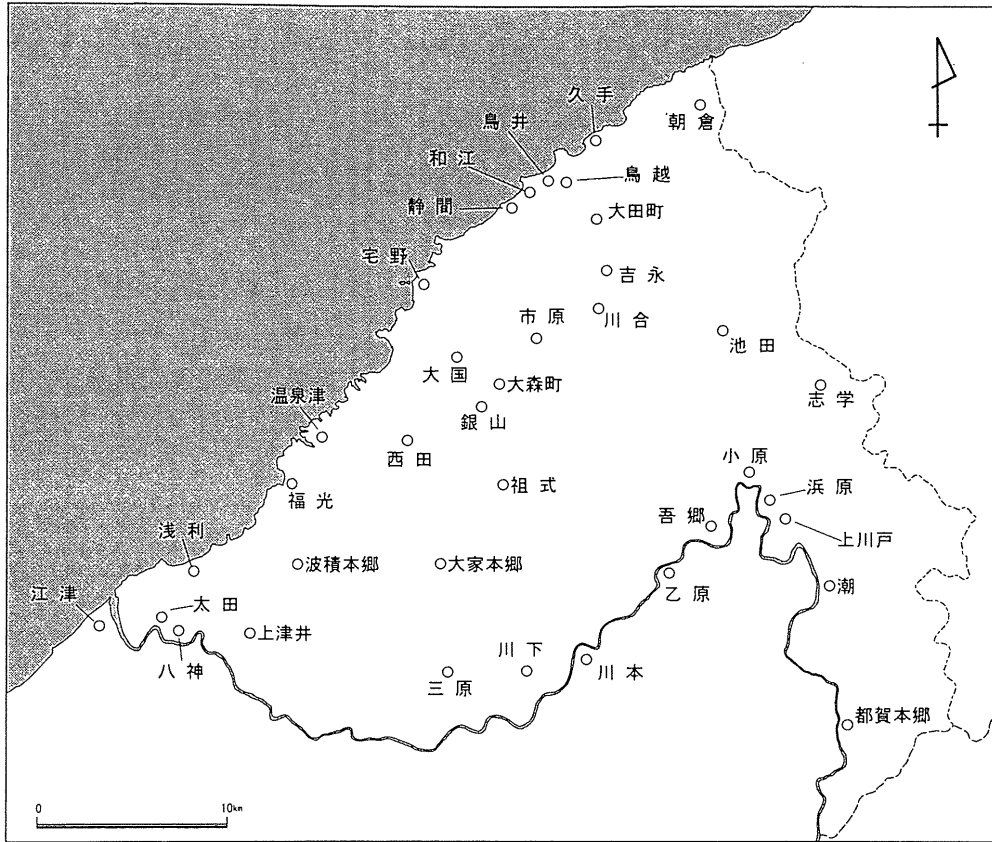 久手
朝倉
鳥井
和江
鳥越
静間
大田町
宅野
吉永
市原
川合
池田
大国
大森町
志学
温泉津
銀山
西田
小原
祖式
浜原
福光
吾郷
上川戸
浅利
波積本郷
大家本郷
乙原
潮
江津
太田
上津井
八神
川下
川本
三原
都賀本郷
0
10km